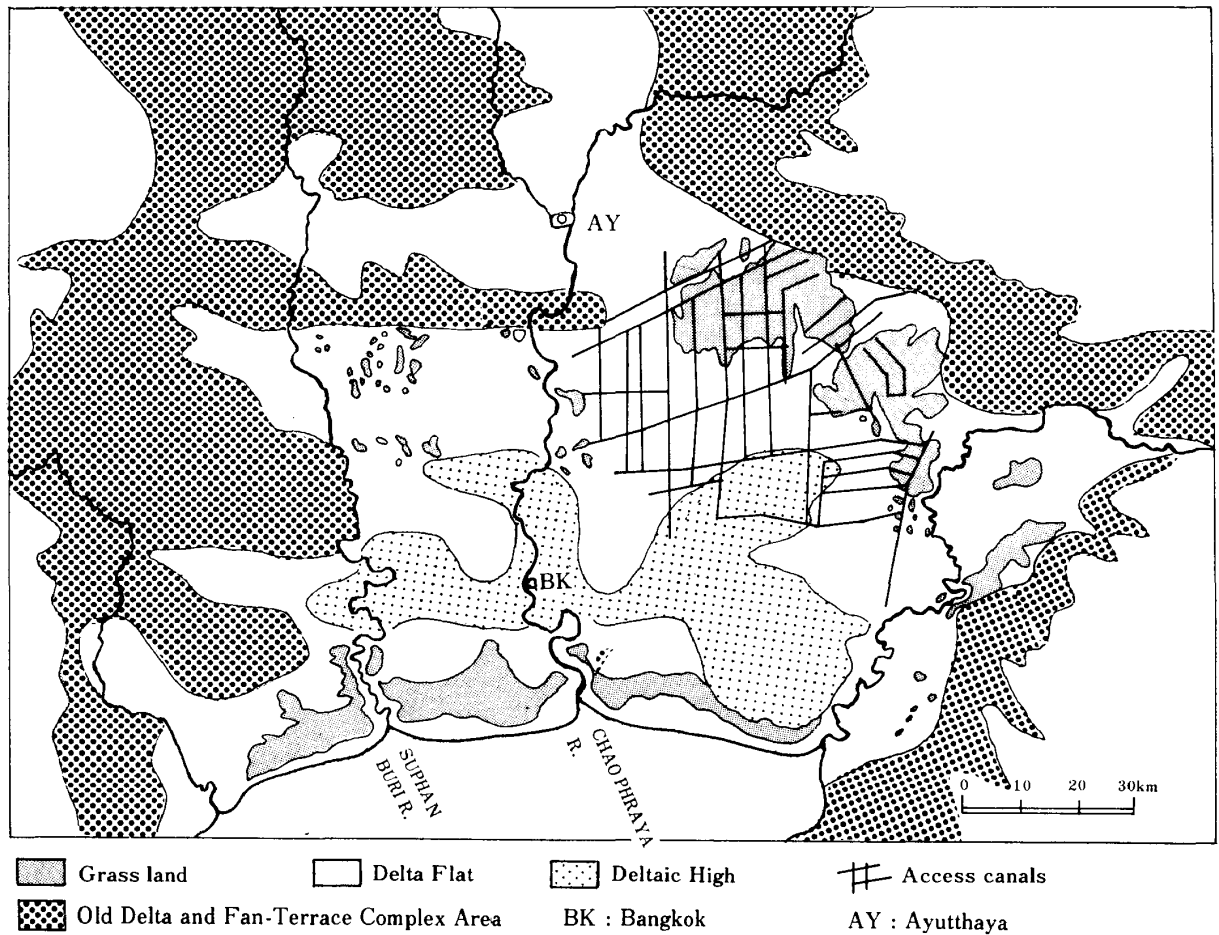 AY
BK
SUPHAN
BURI R.
CHAOPHRAYA
R.
0 10 20 30km
Grass land Delta Flat Deltaic High Access canals
Old Delta and Fan-Terrace Complex Area BK : Bangkok AY : Ayutthaya